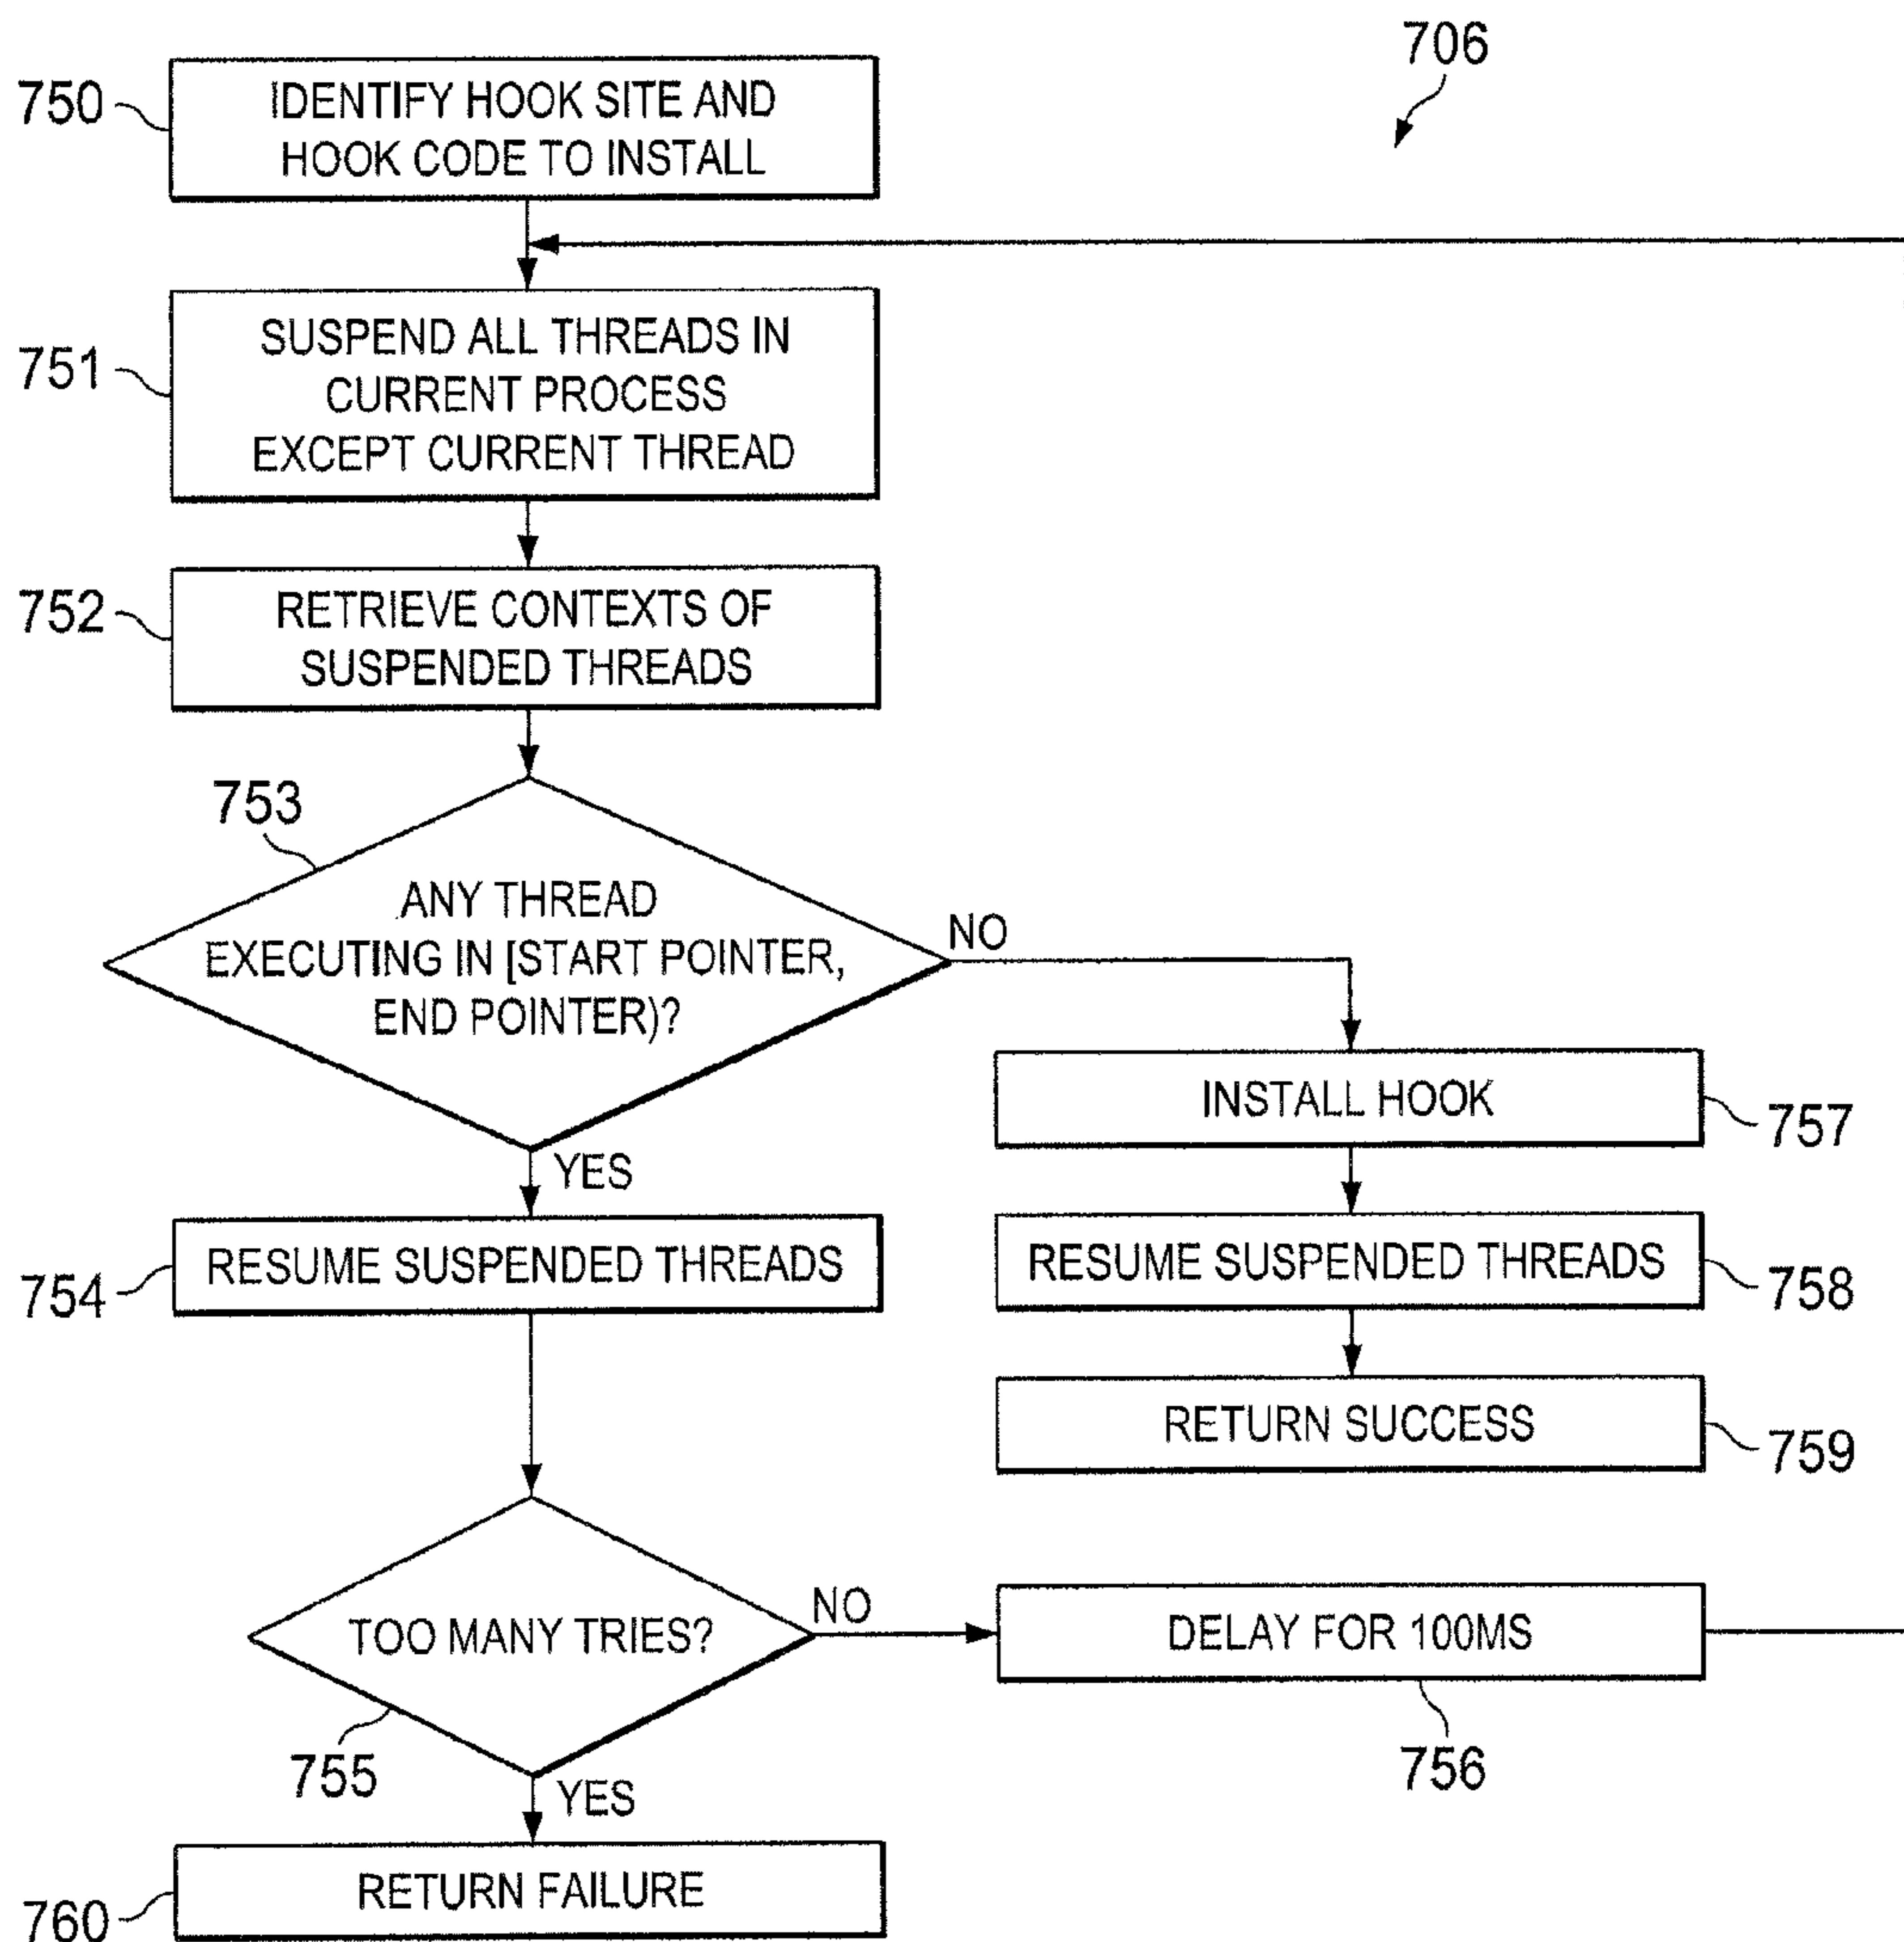 706
750
IDENTIFY HOOK SITE AND
HOOK CODE TO INSTALL
751
SUSPEND ALL THREADS IN
CURRENT PROCESS
EXCEPT CURRENT THREAD
752
RETRIEVE CONTEXTS OF
SUSPENDED THREADS
753
ANY THREAD
EXECUTING IN [START POINTER,
END POINTER)?
NO
YES
INSTALL HOOK
757
754
RESUME SUSPENDED THREADS
RESUME SUSPENDED THREADS
758
RETURN SUCCESS
759
TOO MANY TRIES?
755
NO
DELAY FOR 100MS
756
YES
760
RETURN FAILURE